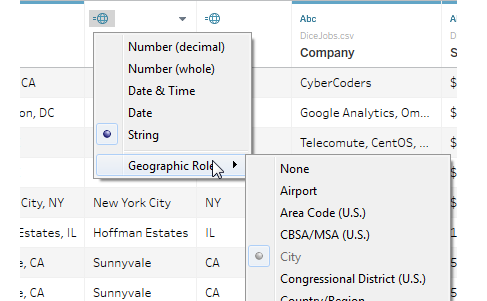 Abc
Abc
DiceJobs.csv
D
Company
S
Number (decimal)
Number (whole)
Date & Time
Date
String
Geographic Role
None
Airport
Area Code (U.S.)
CBSA/MSA (U.S.)
City
Congressional District (U.S.)
Country/Region
CA
CyberCoders
$
on, DC
Google Analytics, Om...
$
Telecomute, CentOS, ...
$
City, NY
New York City
NY
Estates, IL
Hoffman Estates
IL
e, CA
Sunnyvale
CA
e, CA
Sunnyvale
CA